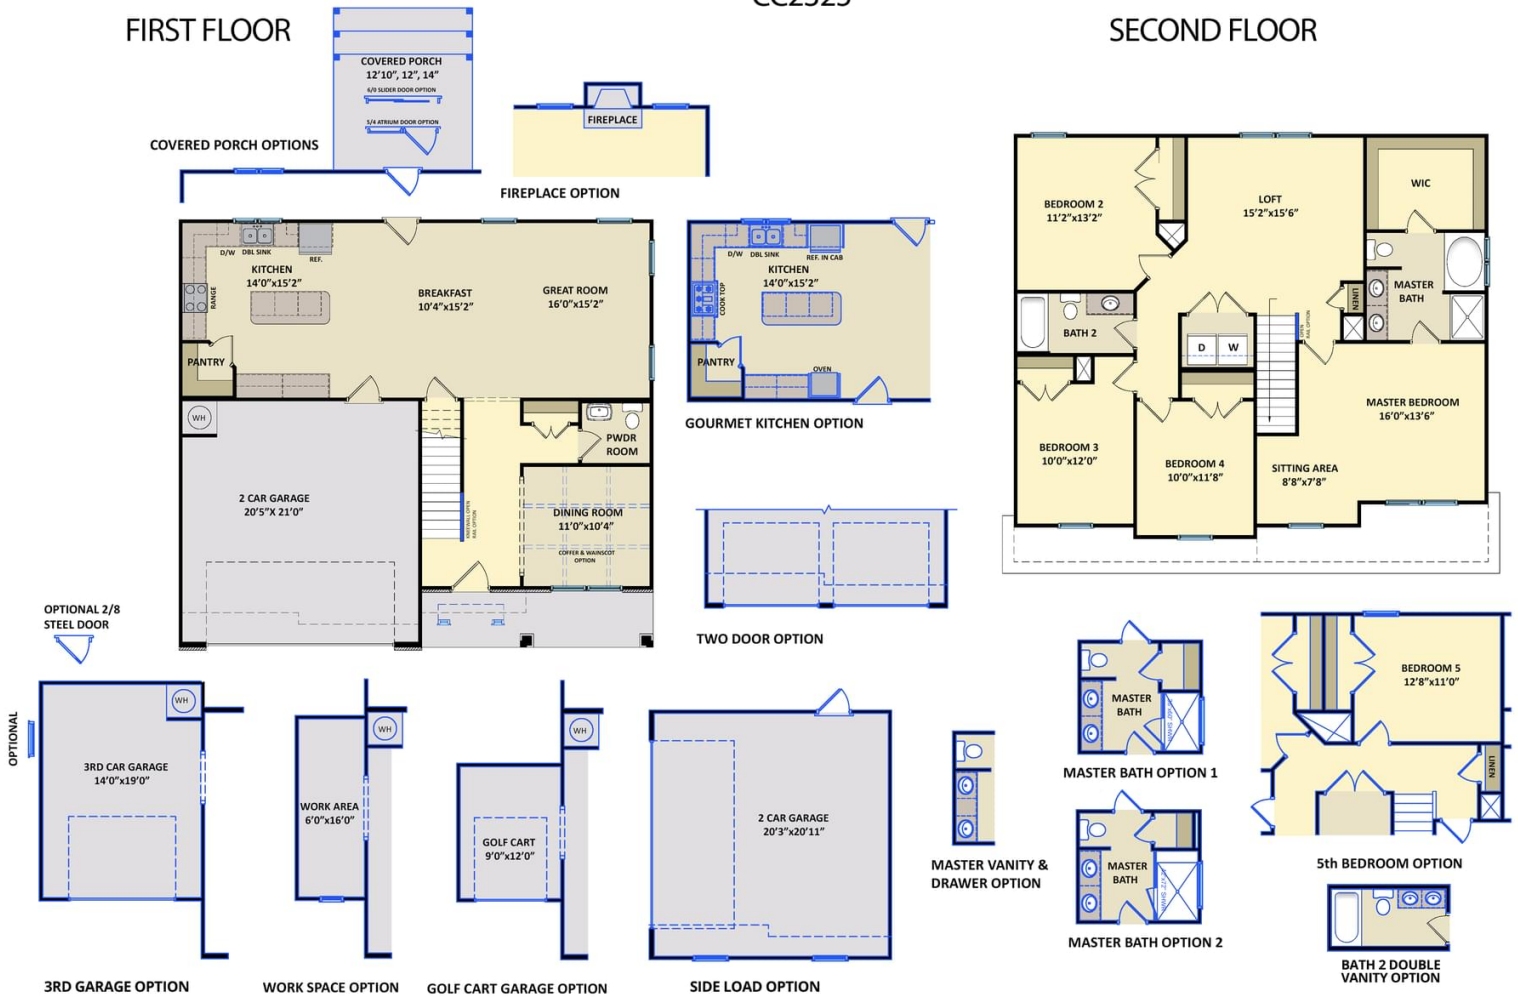 FIRST FLOOR
SECOND FLOOR
COVERED PORCH
12'10", 12", 14"
6/0 SLIDER DOOR OPTION
5/4 ATRIUM DOOR OPTION
COVERED PORCH OPTIONS
FIREPLACE
FIREPLACE OPTION
D/W
DBL SINK
REF.
KITCHEN
14'0"x15'2"
RANGE
PANTRY
BREAKFAST
10'4"x15'2"
GREAT ROOM
16'0"x15'2"
WH
2 CAR GARAGE
20'5"X 21'0"
PWDR
ROOM
DINING ROOM
11'0"x10'4"
COFFER & WAINSCOT
OPTION
KNEEWALL OPEN
RAIL OPTION
D/W
DBL SINK
REF. IN CAB
KITCHEN
14'0"x15'2"
COOK TOP
PANTRY
OVEN
GOURMET KITCHEN OPTION
TWO DOOR OPTION
BEDROOM 2
11'2"x13'2"
LOFT
15'2"x15'6"
WIC
BATH 2
D
W
OPEN
RAIL OPTION
LINEN
MASTER
BATH
MASTER BEDROOM
16'0"x13'6"
BEDROOM 3
10'0"x12'0"
BEDROOM 4
10'0"x11'8"
SITTING AREA
8'8"x7'8"
OPTIONAL 2/8
STEEL DOOR
OPTIONAL
WH
3RD CAR GARAGE
14'0"x19'0"
3RD GARAGE OPTION
WH
WORK AREA
6'0"x16'0"
WORK SPACE OPTION
WH
GOLF CART
9'0"x12'0"
GOLF CART GARAGE OPTION
2 CAR GARAGE
20'3"x20'11"
SIDE LOAD OPTION
MASTER VANITY &
DRAWER OPTION
MASTER
BATH
MASTER BATH OPTION 1
MASTER
BATH
MASTER BATH OPTION 2
BEDROOM 5
12'8"x11'0"
LINEN
5th BEDROOM OPTION
BATH 2 DOUBLE
VANITY OPTION